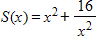 S(x) = x² + 16/x²